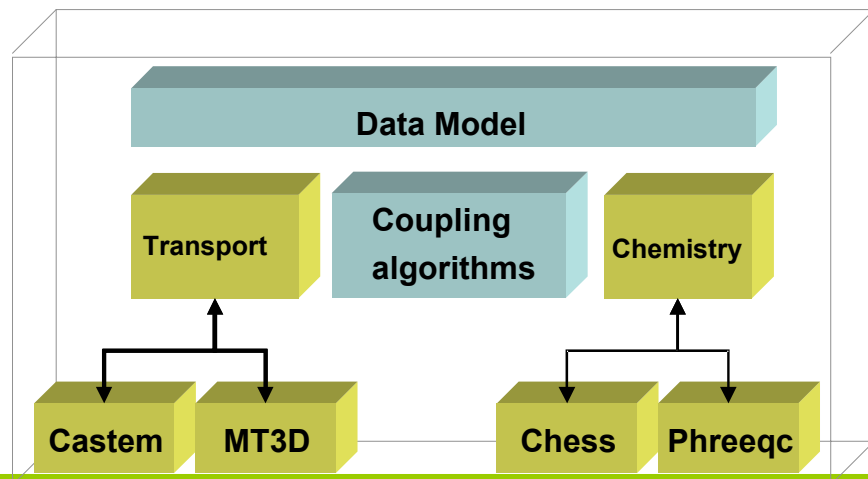 Data Model
Transport
Coupling
algorithms
Chemistry
Castem
MT3D
Chess
Phreeqc